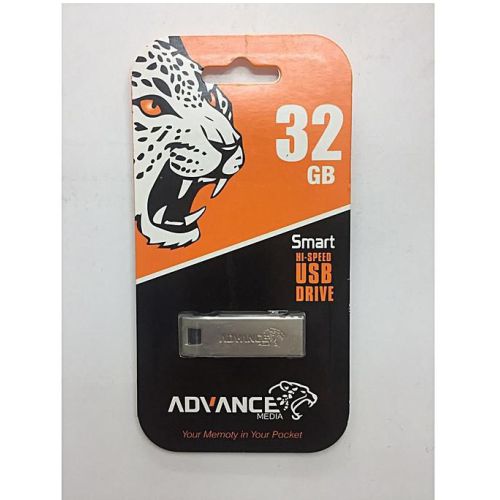 32
GB
Smart
HI-SPEED
USB
DRIVE
ADVANCE
ADVANCE
MEDIA
Your Memoty in Your Pocket